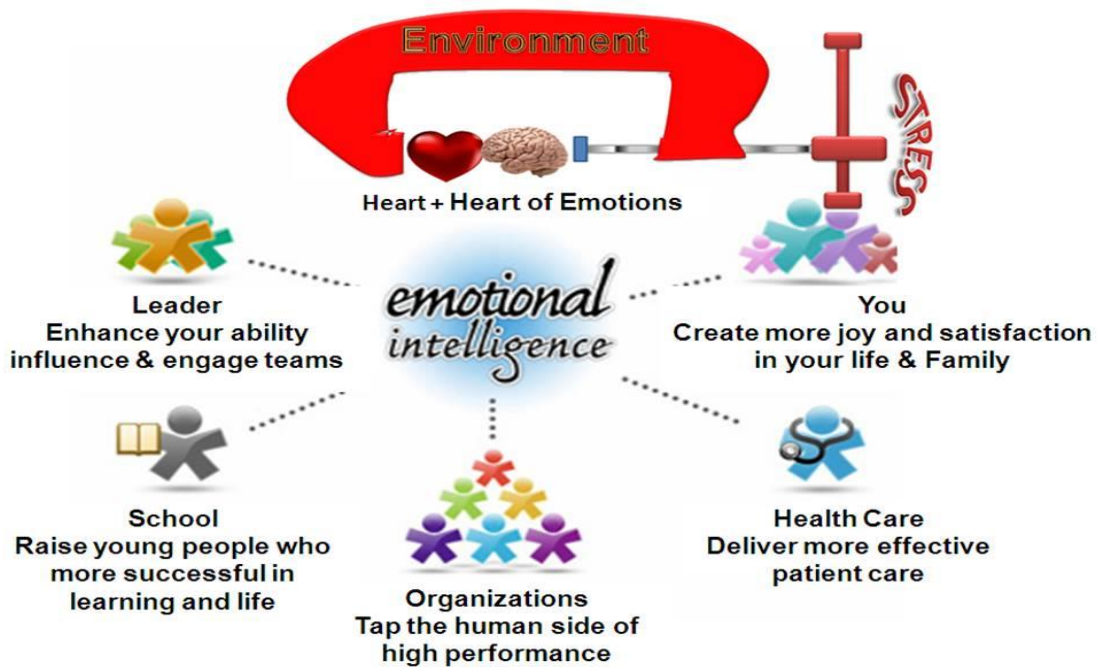 Environment
STRESS
Heart + Heart of Emotions
emotional
intelligence
Leader
Enhance your ability
influence & engage teams
You
Create more joy and satisfaction
in your life & Family
School
Raise young people who
more successful in
learning and life
Organizations
Tap the human side of
high performance
Health Care
Deliver more effective
patient care